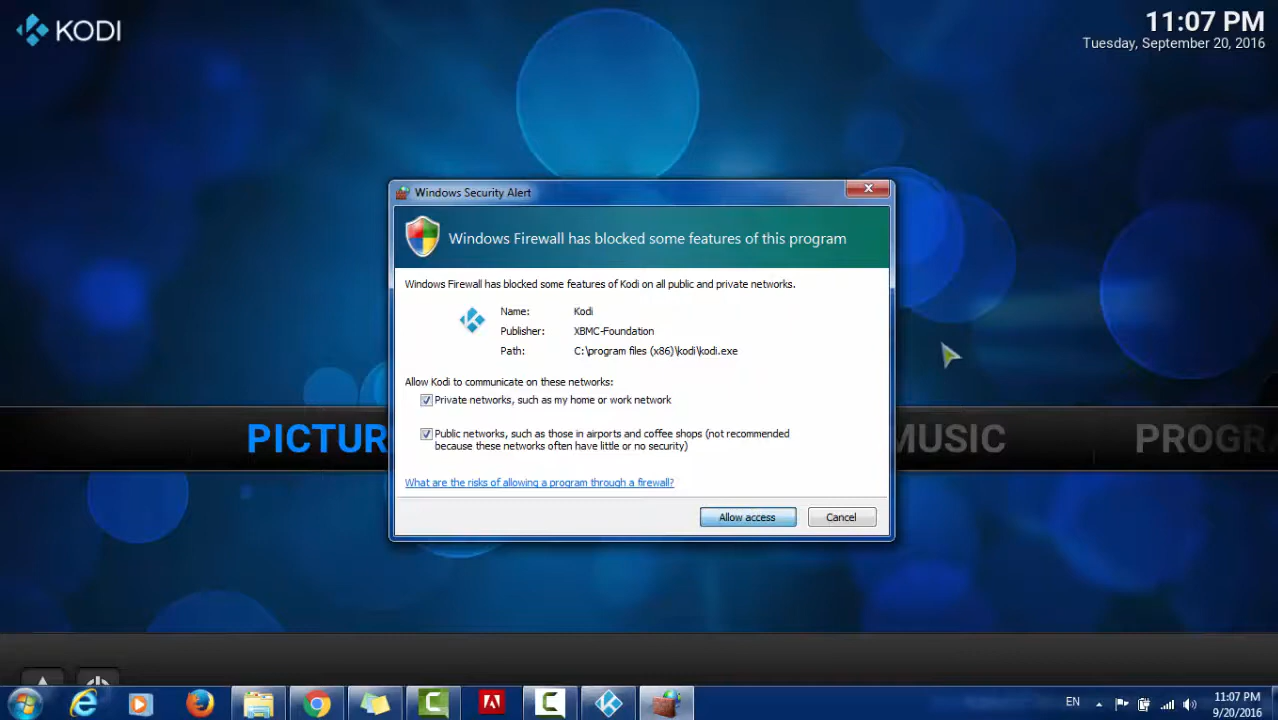 KODI
11:07 PM
Tuesday, September 20, 2016
Windows Security Alert
Windows Firewall has blocked some features of this program
Windows Firewall has blocked some features of Kodi on all public and private networks.
Name: Kodi
Publisher: XBMC-Foundation
Path: C:\program files (x86)\kodi\kodi.exe
Allow Kodi to communicate on these networks:
Private networks, such as my home or work network
PICTUR
Public networks, such as those in airports and coffee shops (not recommended
because these networks often have little or no security)
MUSIC
PROGRA
What are the risks of allowing a program through a firewall?
Allow access
Cancel
EN
11:07 PM
9/20/2016